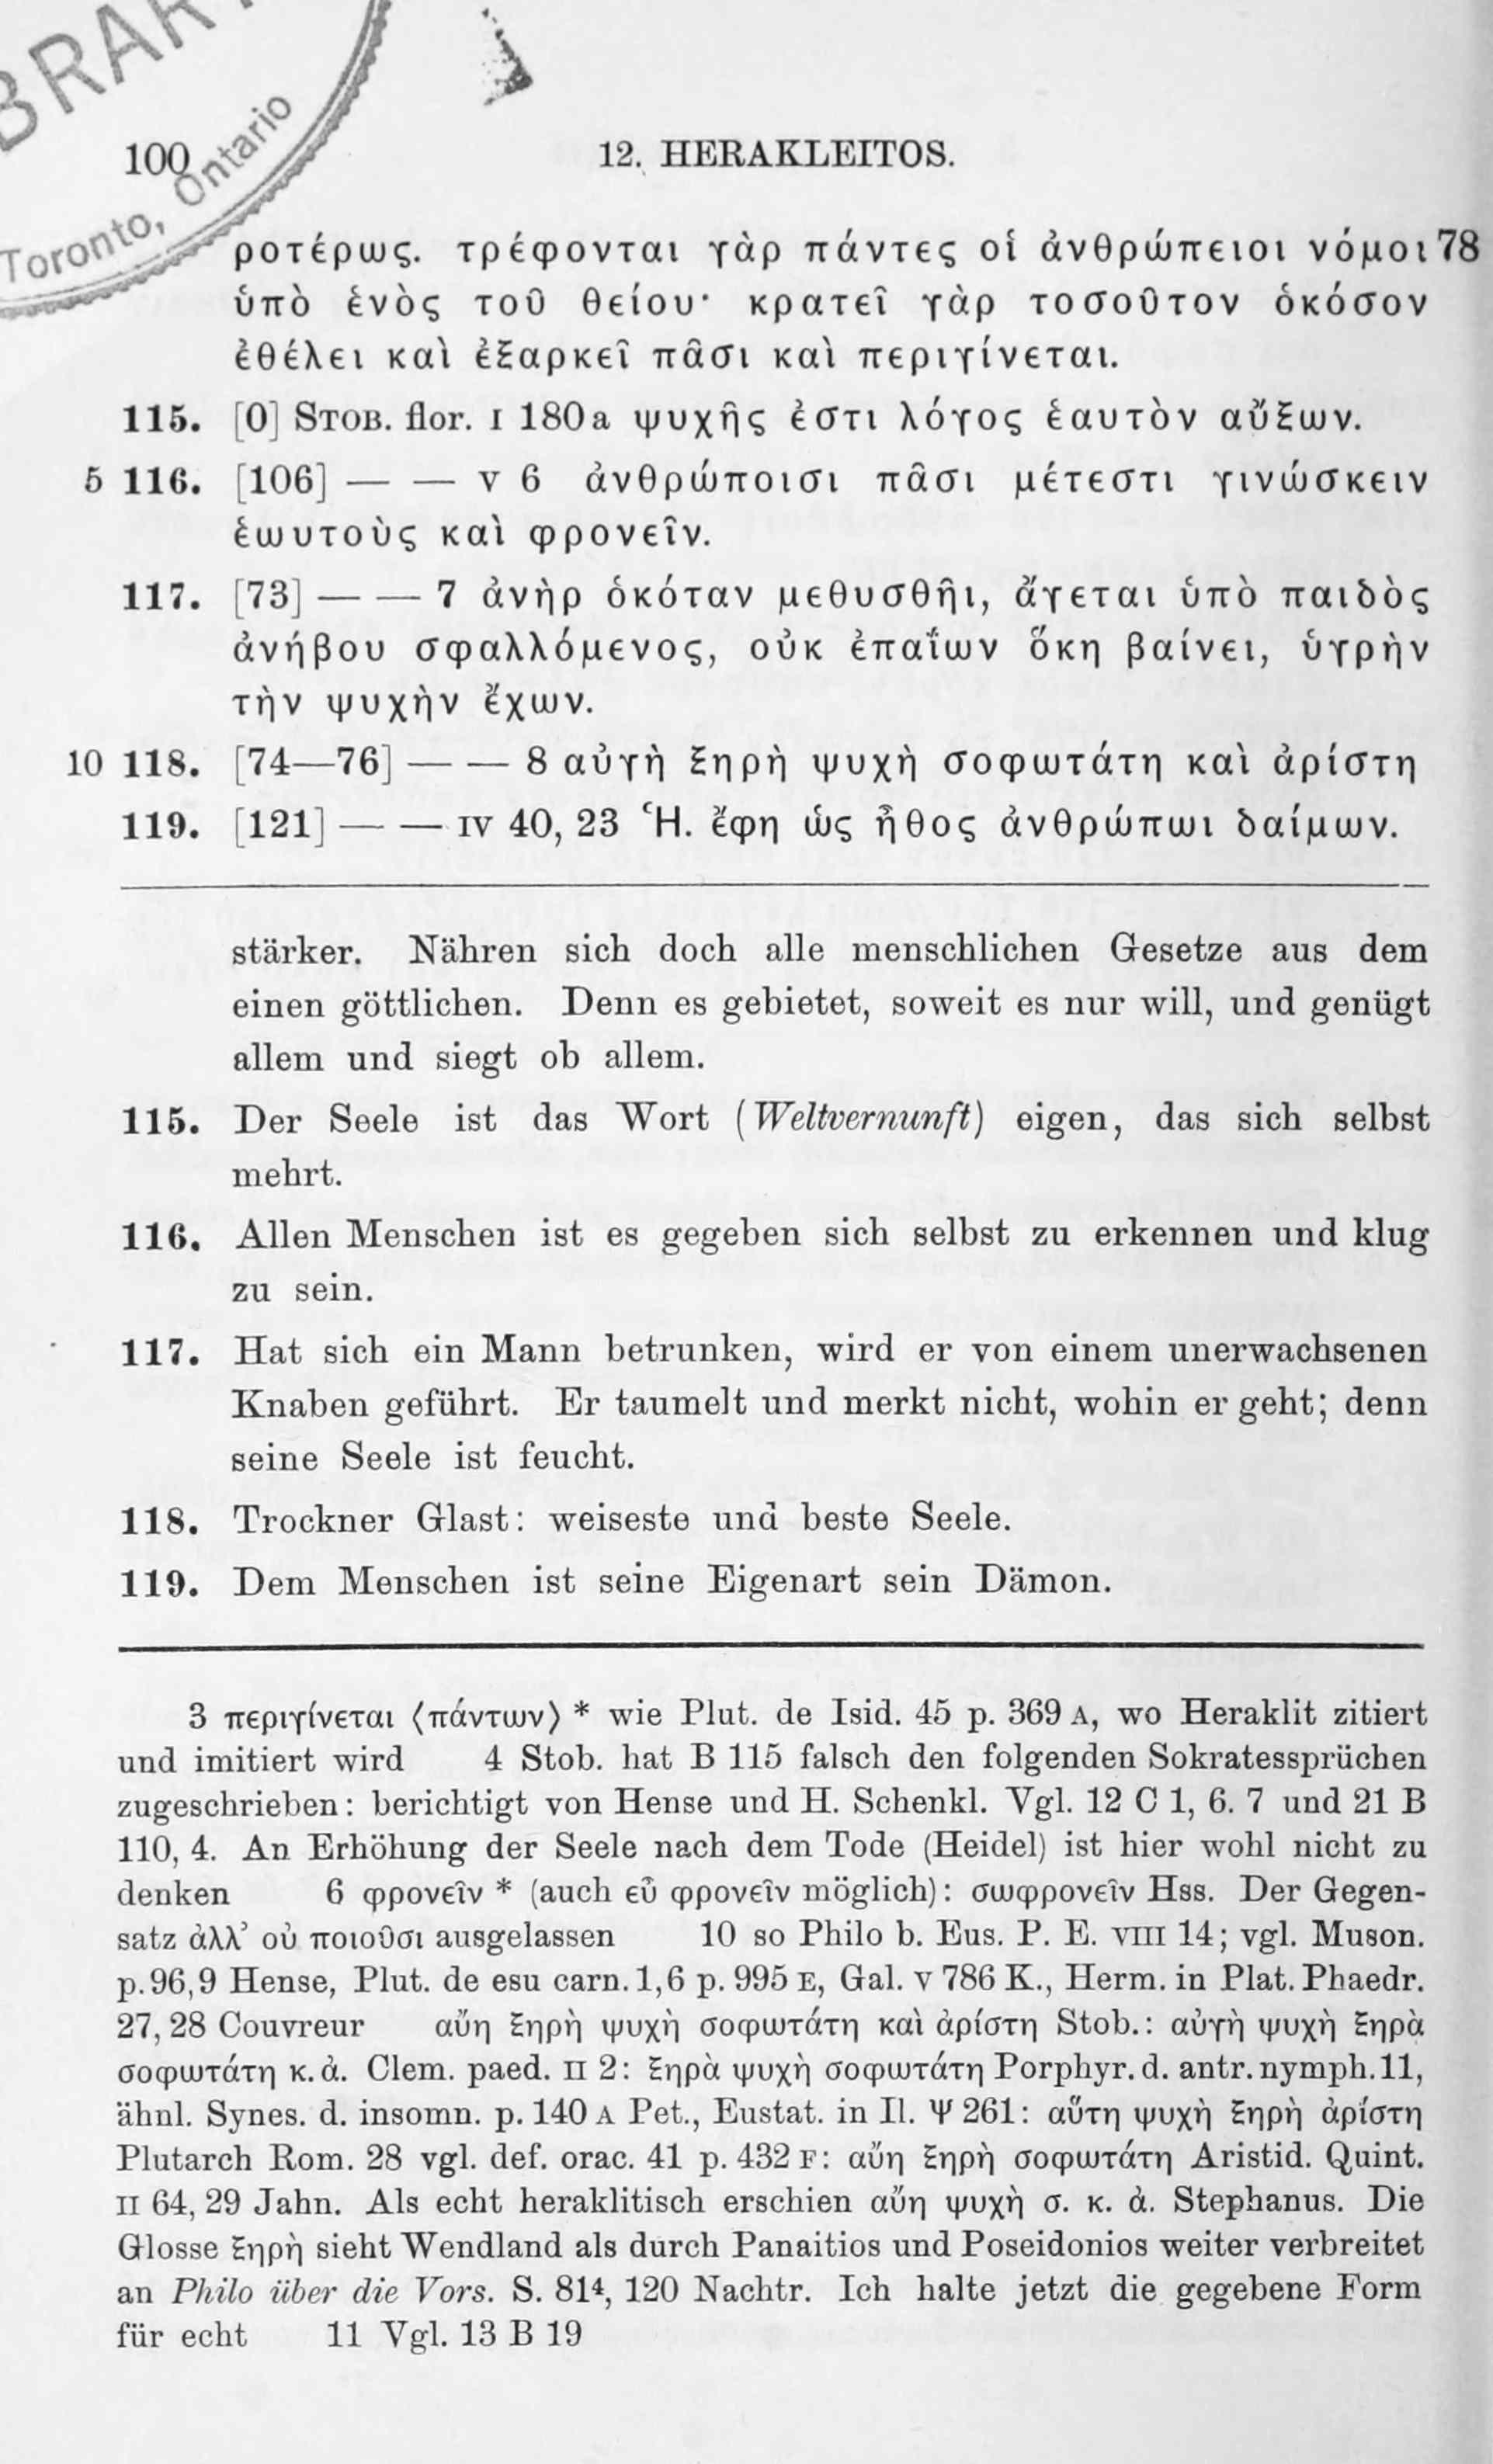 BRAR
Toronto, Ontario
100
12. HERAKLEITOS.
ροτέρως. τρέφονται γὰρ πάντες οἱ ἀνθρώπειοι νόμοι 78
ὑπὸ ἑνὸς τοῦ θείου· κρατεῖ γὰρ τοσοῦτον ὁκόσον
ἐθέλει καὶ ἐξαρκεῖ πᾶσι καὶ περιγίνεται.
115. [0] STOB. flor. I 180a ψυχῆς ἐστι λόγος ἑαυτὸν αὔξων.
5 116. [106] — — v 6 ἀνθρώποισι πᾶσι μέτεστι γινώσκειν
ἑωυτοὺς καὶ φρονεῖν.
117. [73] — — 7 ἀνὴρ ὁκόταν μεθυσθῆι, ἄγεται ὑπὸ παιδὸς
ἀνήβου σφαλλόμενος, οὐκ ἐπαΐων ὅκη βαίνει, ὑγρὴν
τὴν ψυχὴν ἔχων.
10 118. [74—76] — — 8 αὐγὴ ξηρὴ ψυχὴ σοφωτάτη καὶ ἀρίστη
119. [121] — — IV 40, 23 Ἡ. ἔφη ὡς ἦθος ἀνθρώπωι δαίμων.
stärker. Nähren sich doch alle menschlichen Gesetze aus dem
einen göttlichen. Denn es gebietet, soweit es nur will, und genügt
allem und siegt ob allem.
115. Der Seele ist das Wort (Weltvernunft) eigen, das sich selbst
mehrt.
116. Allen Menschen ist es gegeben sich selbst zu erkennen und klug
zu sein.
117. Hat sich ein Mann betrunken, wird er von einem unerwachsenen
Knaben geführt. Er taumelt und merkt nicht, wohin er geht; denn
seine Seele ist feucht.
118. Trockner Glast: weiseste und beste Seele.
119. Dem Menschen ist seine Eigenart sein Dämon.
3 περιγίνεται ⟨πάντων⟩ * wie Plut. de Isid. 45 p. 369 A, wo Heraklit zitiert
und imitiert wird 4 Stob. hat B 115 falsch den folgenden Sokratessprüchen
zugeschrieben: berichtigt von Hense und H. Schenkl. Vgl. 12 C 1, 6. 7 und 21 B
110, 4. An Erhöhung der Seele nach dem Tode (Heidel) ist hier wohl nicht zu
denken 6 φρονεῖν * (auch εὖ φρονεῖν möglich): σωφρονεῖν Hss. Der Gegen-
satz ἀλλ’ οὐ ποιοῦσι ausgelassen 10 so Philo b. Eus. P. E. VIII 14; vgl. Muson.
p. 96, 9 Hense, Plut. de esu carn. 1, 6 p. 995 E, Gal. v 786 K., Herm. in Plat. Phaedr.
27, 28 Couvreur αὔη ξηρὴ ψυχὴ σοφωτάτη καὶ ἀρίστη Stob.: αὐγὴ ψυχὴ ξηρὰ
σοφωτάτη κ. ἀ. Clem. paed. II 2: ξηρὰ ψυχὴ σοφωτάτη Porphyr. d. antr. nymph. 11,
ähnl. Synes. d. insomn. p. 140 A Pet., Eustat. in Il. Ψ 261: αὕτη ψυχὴ ξηρὴ ἀρίστη
Plutarch Rom. 28 vgl. def. orac. 41 p. 432 F: αὔη ξηρὴ σοφωτάτη Aristid. Quint.
II 64, 29 Jahn. Als echt heraklitisch erschien αὔη ψυχὴ σ. κ. ἀ. Stephanus. Die
Glosse ξηρὴ sieht Wendland als durch Panaitios und Poseidonios weiter verbreitet
an Philo über die Vors. S. 81⁴, 120 Nachtr. Ich halte jetzt die gegebene Form
für echt 11 Vgl. 13 B 19